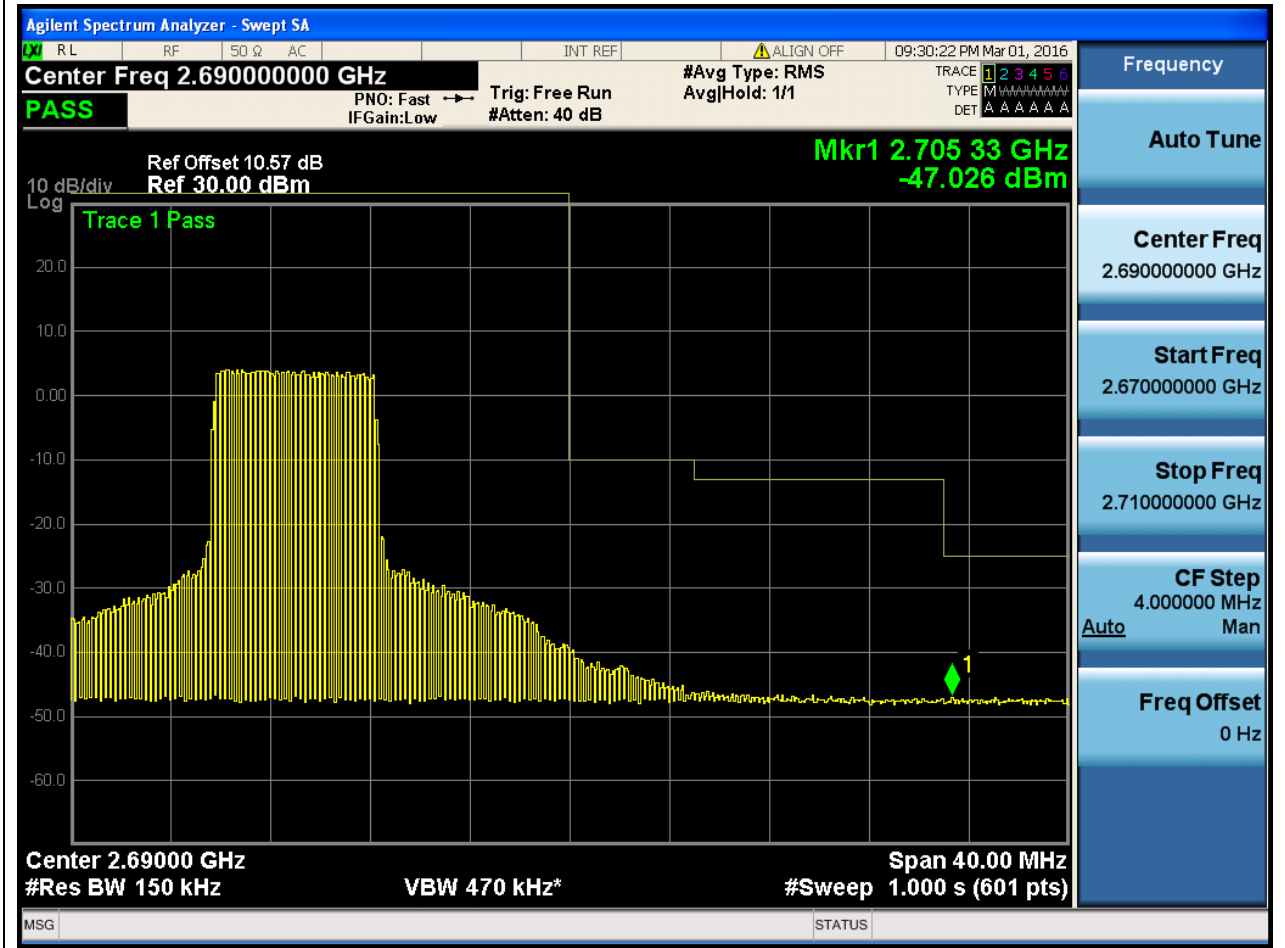 Agilent Spectrum Analyzer - Swept SA
LXI RL RF 50 Ω AC INT REF ALIGN OFF 09:30:22 PM Mar 01, 2016
Center Freq 2.690000000 GHz
PASS
PNO: Fast
IFGain:Low
Trig: Free Run
#Atten: 40 dB
#Avg Type: RMS
Avg|Hold: 1/1
TRACE 1 2 3 4 5 6
TYPE M WWWWW
DET A A A A A A
Mkr1 2.705 33 GHz
-47.026 dBm
Ref Offset 10.57 dB
10 dB/div Ref 30.00 dBm
Log
Trace 1 Pass
20.0
10.0
0.00
-10.0
-20.0
-30.0
-40.0
-50.0
-60.0
1
Center 2.69000 GHz Span 40.00 MHz
#Res BW 150 kHz VBW 470 kHz* #Sweep 1.000 s (601 pts)
MSG STATUS
Frequency
Auto Tune
Center Freq
2.690000000 GHz
Start Freq
2.670000000 GHz
Stop Freq
2.710000000 GHz
CF Step
4.000000 MHz
Auto Man
Freq Offset
0 Hz